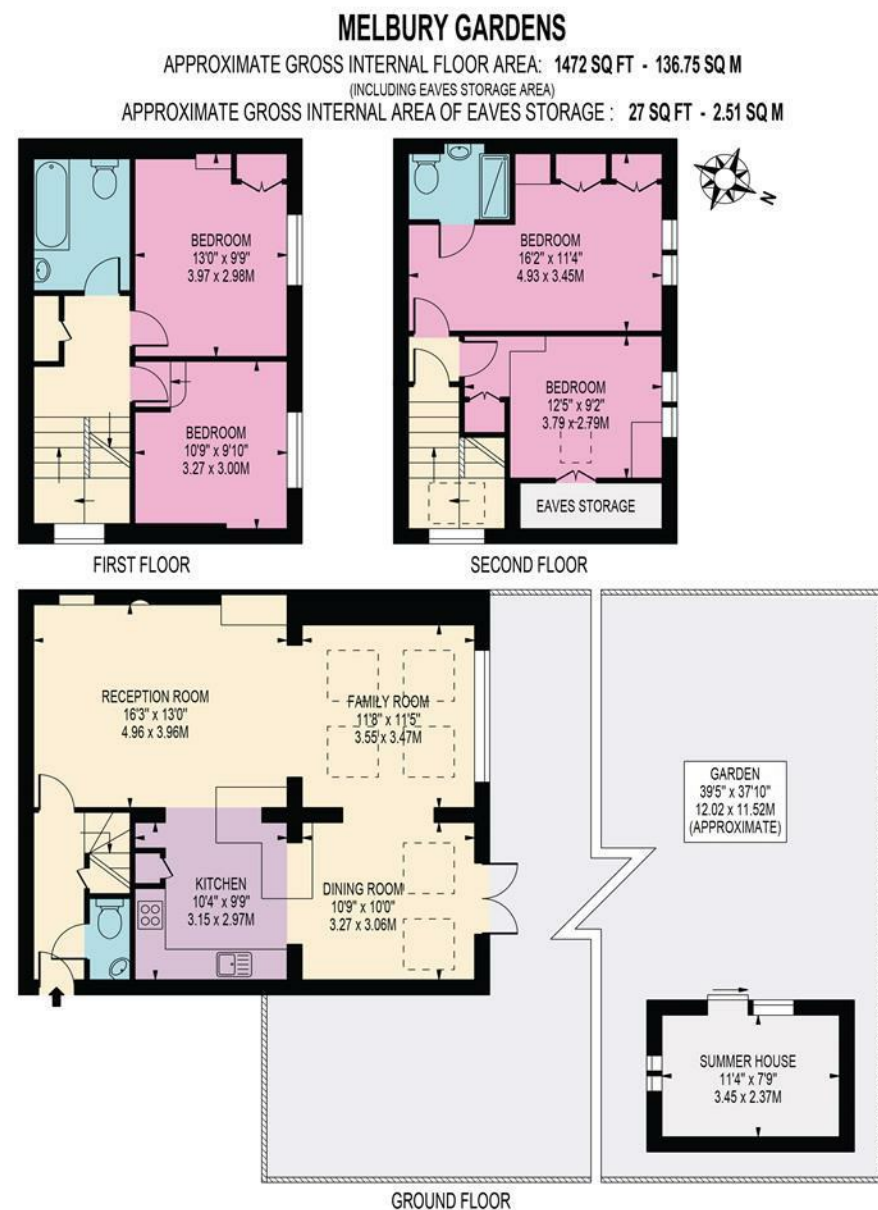 MELBURY GARDENS
APPROXIMATE GROSS INTERNAL FLOOR AREA: 1472 SQ FT - 136.75 SQ M
(INCLUDING EAVES STORAGE AREA)
APPROXIMATE GROSS INTERNAL AREA OF EAVES STORAGE : 27 SQ FT - 2.51 SQ M
N
BEDROOM
13'0" x 9'9"
3.97 x 2.98M
BEDROOM
10'9" x 9'10"
3.27 x 3.00M
FIRST FLOOR
BEDROOM
16'2" x 11'4"
4.93 x 3.45M
BEDROOM
12'5" x 9'2"
3.79 x 2.79M
EAVES STORAGE
SECOND FLOOR
RECEPTION ROOM
16'3" x 13'0"
4.96 x 3.96M
FAMILY ROOM
11'8" x 11'5"
3.55 x 3.47M
KITCHEN
10'4" x 9'9"
3.15 x 2.97M
DINING ROOM
10'9" x 10'0"
3.27 x 3.06M
GARDEN
39'5" x 37'10"
12.02 x 11.52M
(APPROXIMATE)
SUMMER HOUSE
11'4" x 7'9"
3.45 x 2.37M
GROUND FLOOR